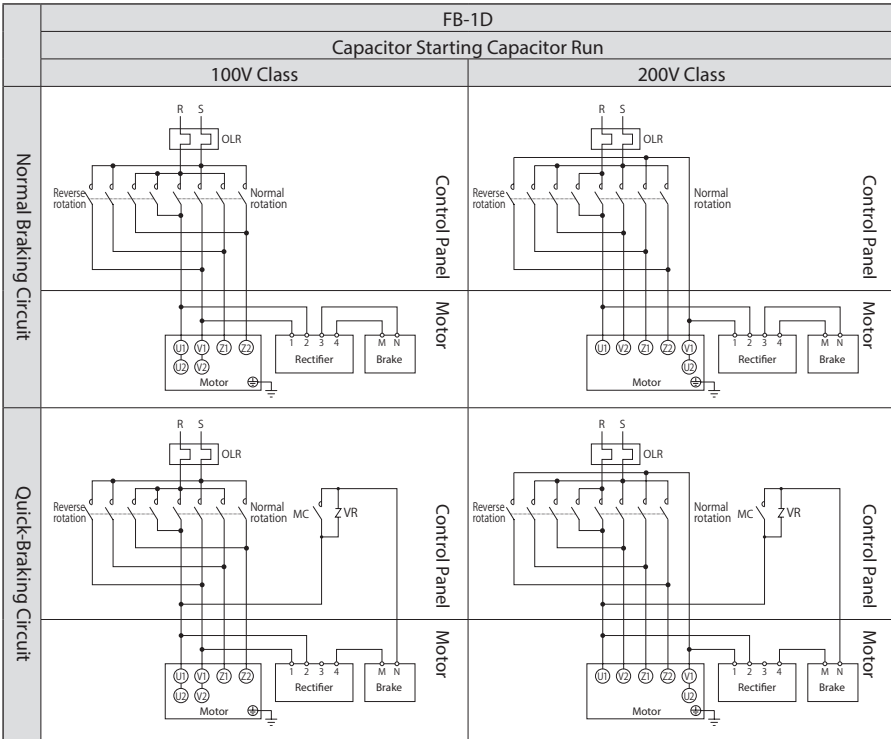 FB-1D
Capacitor Starting Capacitor Run
100V Class
200V Class
Normal Braking Circuit
R S
OLR
Reverse
rotation
Normal
rotation
Control Panel
Motor
U1 V1 Z1 Z2
U2 V2
Motor
1 2 3 4
Rectifier
M N
Brake
R S
OLR
Reverse
rotation
Normal
rotation
Control Panel
Motor
U1 V2 Z1 Z2 V1
U2
Motor
1 2 3 4
Rectifier
M N
Brake
Quick-Braking Circuit
R S
OLR
Reverse
rotation
Normal
rotation
MC
VR
Control Panel
Motor
U1 V1 Z1 Z2
U2 V2
Motor
1 2 3 4
Rectifier
M N
Brake
R S
OLR
Reverse
rotation
Normal
rotation
MC
VR
Control Panel
Motor
U1 V2 Z1 Z2 V1
U2
Motor
1 2 3 4
Rectifier
M N
Brake